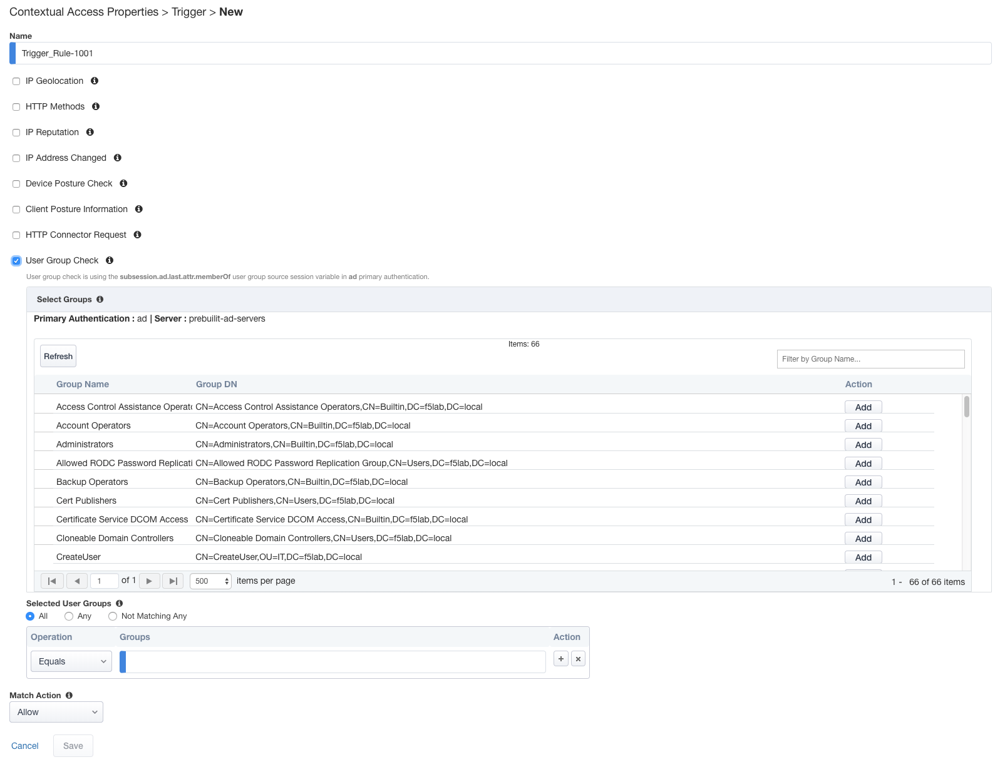 Contextual Access Properties > Trigger > New
Name
Trigger_Rule-1001
IP Geolocation
HTTP Methods
IP Reputation
IP Address Changed
Device Posture Check
Client Posture Information
HTTP Connector Request
User Group Check
User group check is using the subsession.ad.last.attr.memberOf user group source session variable in ad primary authentication.
Select Groups
Primary Authentication : ad | Server : prebuilit-ad-servers
Items: 66
Refresh
Filter by Group Name...
Group Name Group DN Action
Access Control Assistance Operato CN=Access Control Assistance Operators,CN=Builtin,DC=f5lab,DC=local Add
Account Operators CN=Account Operators,CN=Builtin,DC=f5lab,DC=local Add
Administrators CN=Administrators,CN=Builtin,DC=f5lab,DC=local Add
Allowed RODC Password Replicati CN=Allowed RODC Password Replication Group,CN=Users,DC=f5lab,DC=local Add
Backup Operators CN=Backup Operators,CN=Builtin,DC=f5lab,DC=local Add
Cert Publishers CN=Cert Publishers,CN=Users,DC=f5lab,DC=local Add
Certificate Service DCOM Access CN=Certificate Service DCOM Access,CN=Builtin,DC=f5lab,DC=local Add
Cloneable Domain Controllers CN=Cloneable Domain Controllers,CN=Users,DC=f5lab,DC=local Add
CreateUser CN=CreateUser,OU=IT,DC=f5lab,DC=local Add
1 of 1 500 items per page 1 - 66 of 66 items
Selected User Groups
All Any Not Matching Any
Operation Groups Action
Equals
Match Action
Allow
Cancel Save